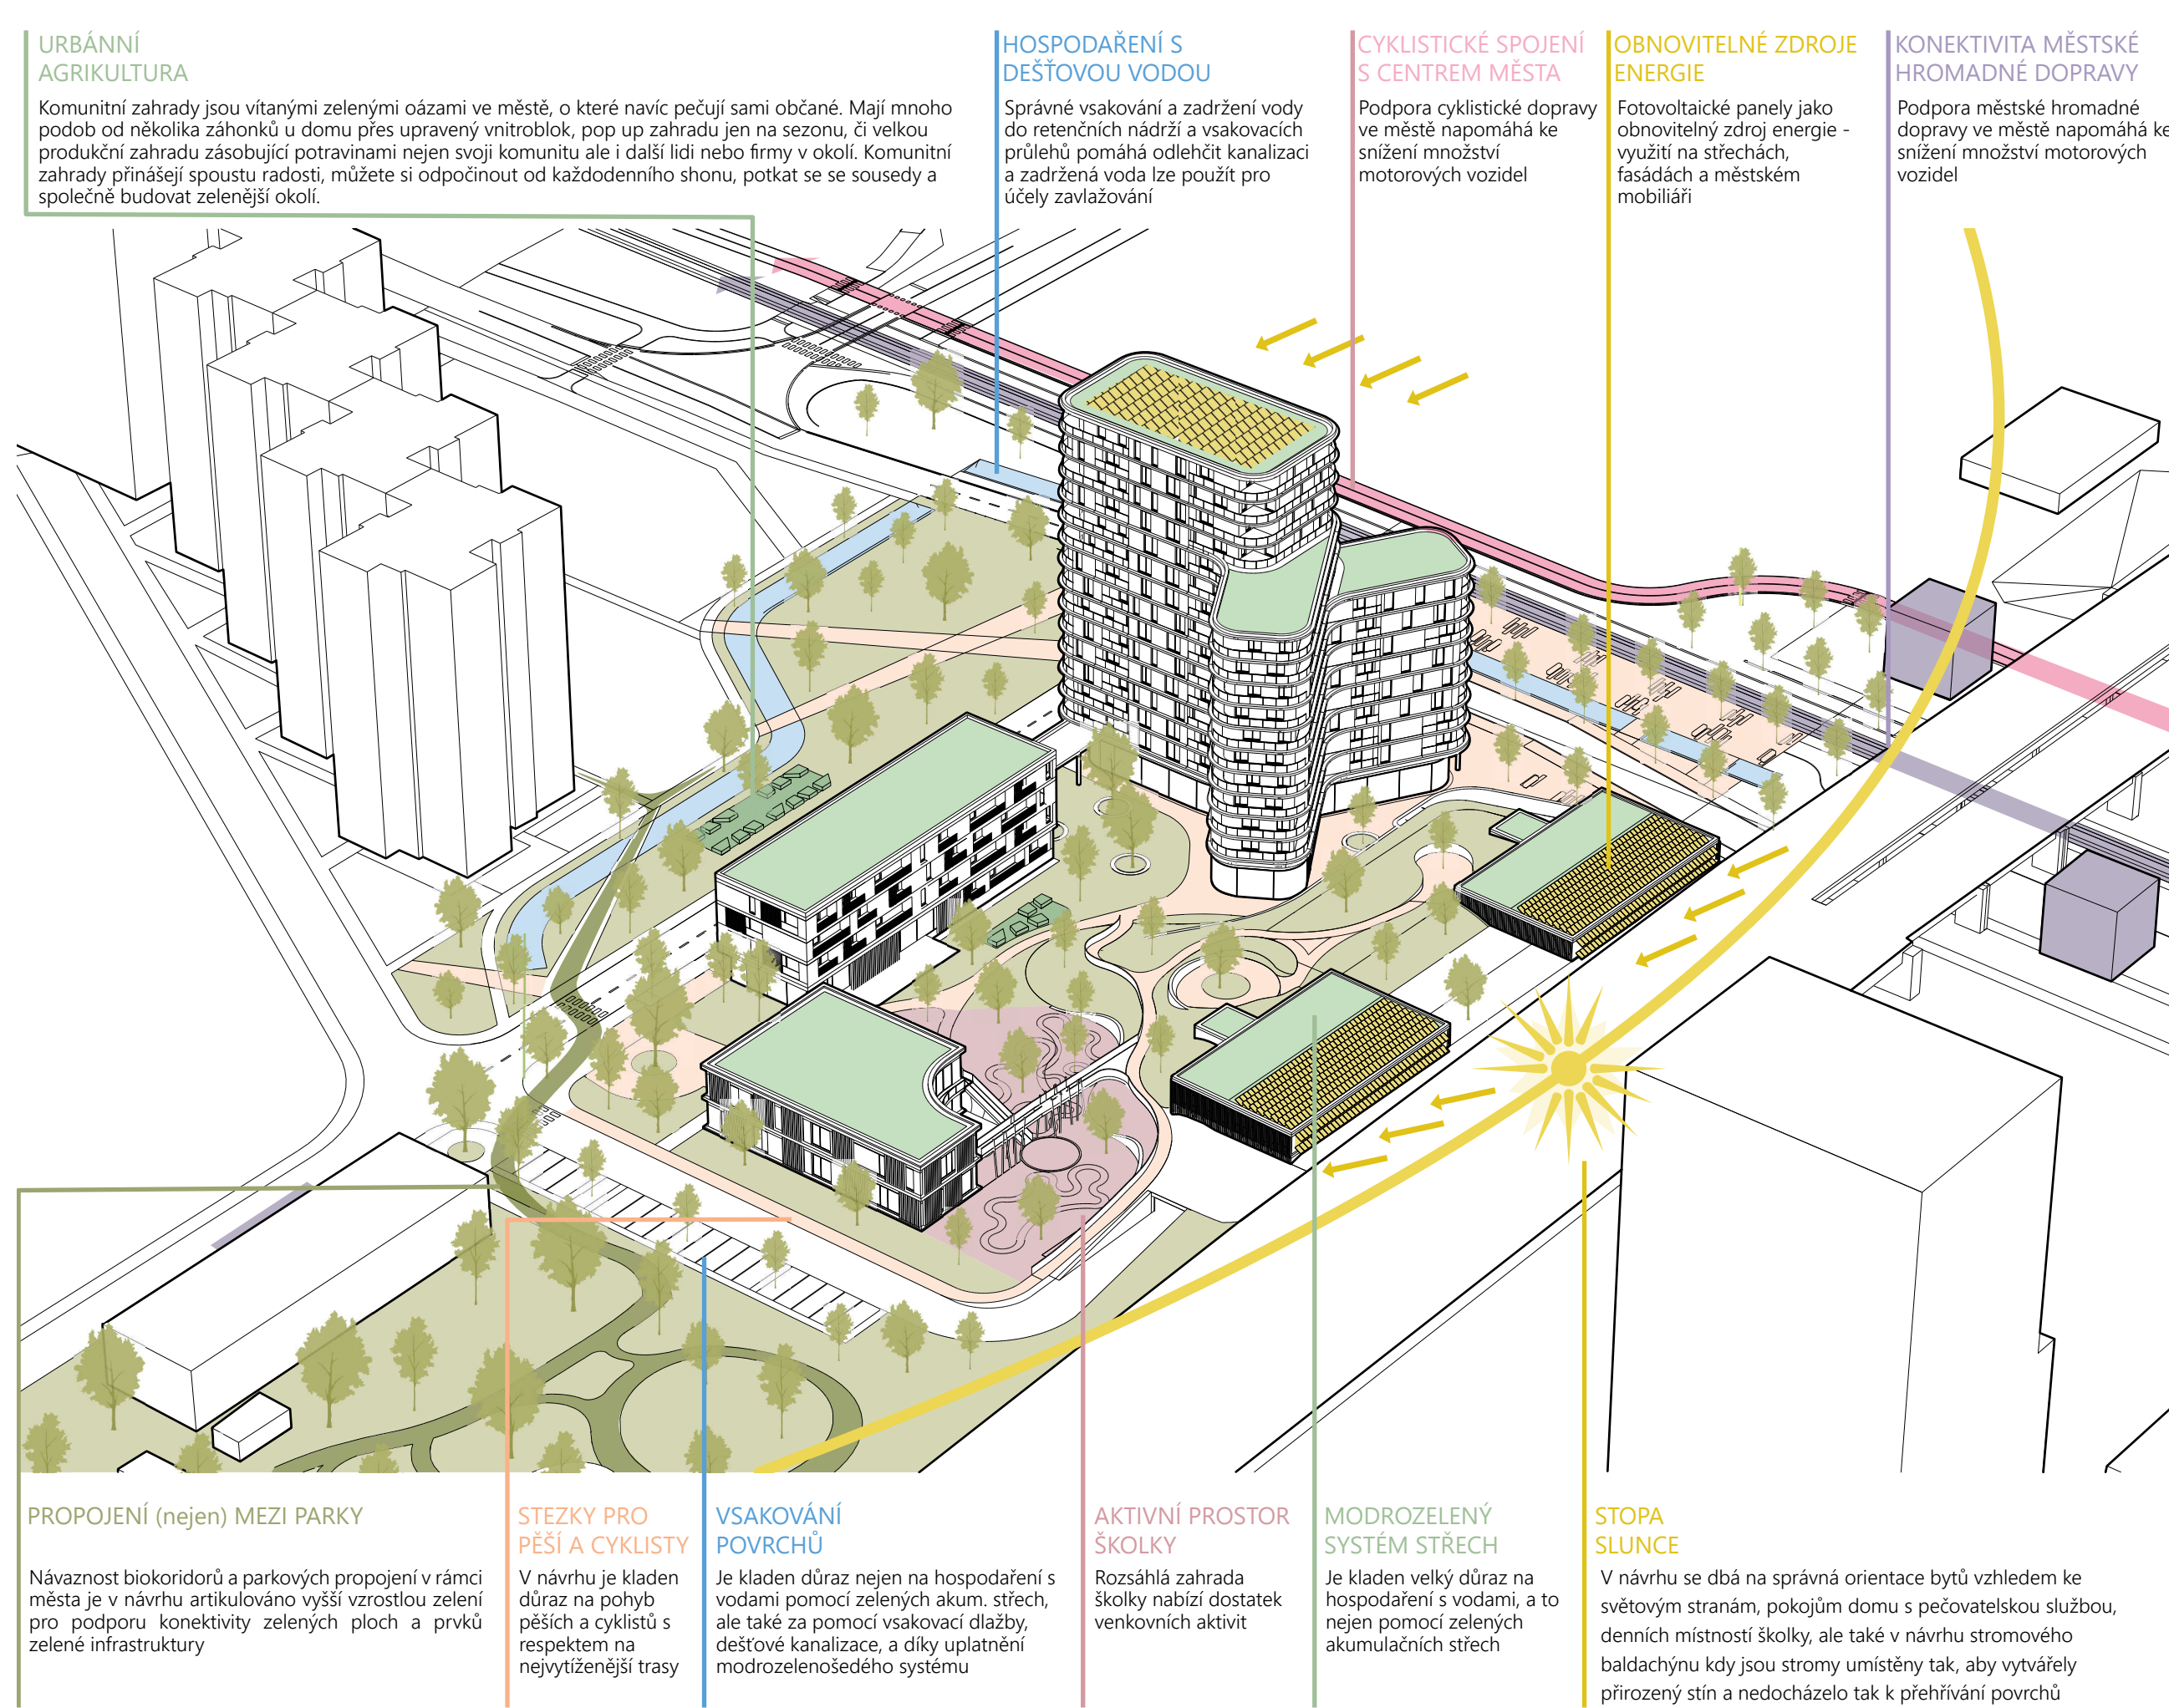 URBÁNNÍ
AGRIKULTURA
Komunitní zahrady jsou vítanými zelenými oázami ve městě, o které navíc pečují sami občané. Mají mnoho
podob od několika záhonků u domu přes upravený vnitroblok, pop up zahradu jen na sezonu, či velkou
produkční zahradu zásobující potravinami nejen svoji komunitu ale i další lidi nebo firmy v okolí. Komunitní
zahrady přinášejí spoustu radosti, můžete si odpočinout od každodenního shonu, potkat se se sousedy a
společně budovat zelenější okolí.
HOSPODAŘENÍ S
DEŠŤOVOU VODOU
Správné vsakování a zadržení vody
do retenčních nádrží a vsakovacích
průlehů pomáhá odlehčit kanalizaci
a zadržená voda lze použít pro
účely zavlažování
CYKLISTICKÉ SPOJENÍ
S CENTREM MĚSTA
Podpora cyklistické dopravy
ve městě napomáhá ke
snížení množství
motorových vozidel
OBNOVITELNÉ ZDROJE
ENERGIE
Fotovoltaické panely jako
obnovitelný zdroj energie -
využití na střechách,
fasádách a městském
mobiliáři
KONEKTIVITA MĚSTSKÉ
HROMADNÉ DOPRAVY
Podpora městské hromadné
dopravy ve městě napomáhá ke
snížení množství motorových
vozidel
PROPOJENÍ (nejen) MEZI PARKY
Návaznost biokoridorů a parkových propojení v rámci
města je v návrhu artikulováno vyšší vzrostlou zelení
pro podporu konektivity zelených ploch a prvků
zelené infrastruktury
STEZKY PRO
PĚŠÍ A CYKLISTY
V návrhu je kladen
důraz na pohyb
pěších a cyklistů s
respektem na
nejvytíženější trasy
VSAKOVÁNÍ
POVRCHŮ
Je kladen důraz nejen na hospodaření s
vodami pomocí zelených akum. střech,
ale také za pomocí vsakovací dlažby,
dešťové kanalizace, a díky uplatnění
modrozelenošedého systému
AKTIVNÍ PROSTOR
ŠKOLKY
Rozsáhlá zahrada
školky nabízí dostatek
venkovních aktivit
MODROZELENÝ
SYSTÉM STŘECH
Je kladen velký důraz na
hospodaření s vodami, a to
nejen pomocí zelených
akumulačních střech
STOPA
SLUNCE
V návrhu se dbá na správná orientace bytů vzhledem ke
světovým stranám, pokojům domu s pečovatelskou službou,
denních místností školky, ale také v návrhu stromového
baldachýnu kdy jsou stromy umístěny tak, aby vytvářely
přirozený stín a nedocházelo tak k přehřívání povrchů